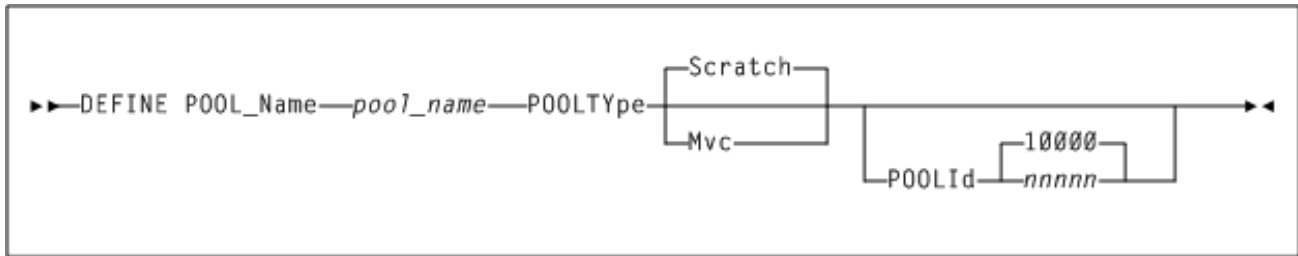 Scratch
DEFINE POOL_Name pool_name POOLTYpe
Mvc
10000
POOLId nnnnn